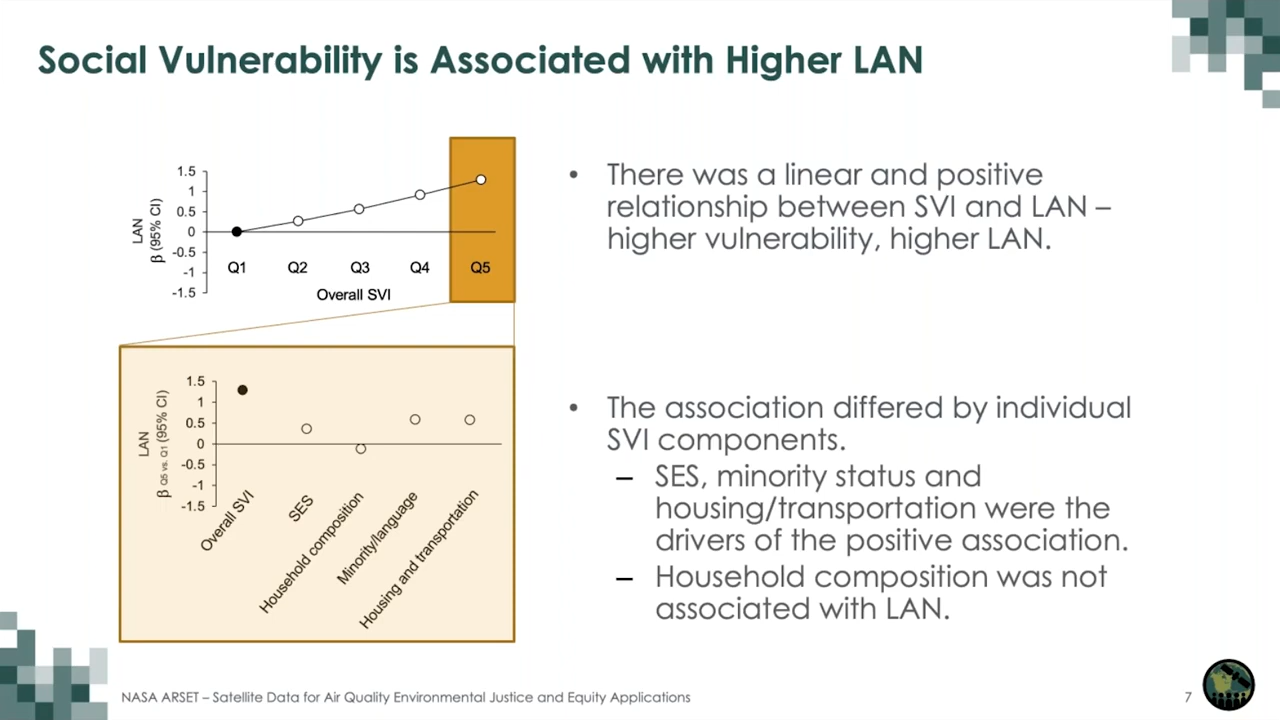 Social Vulnerability is Associated with Higher LAN
1.5
1
0.5
0
-0.5
-1
-1.5
LAN
β (95% CI)
Q1 Q2 Q3 Q4 Q5
Overall SVI
1.5
1
0.5
0
-0.5
-1
-1.5
LAN
β Q5 vs. Q1 (95% CI)
Overall SVI
SES
Household composition
Minority/language
Housing and transportation
• There was a linear and positive
relationship between SVI and LAN –
higher vulnerability, higher LAN.
• The association differed by individual
SVI components.
– SES, minority status and
housing/transportation were the
drivers of the positive association.
– Household composition was not
associated with LAN.
NASA ARSET – Satellite Data for Air Quality Environmental Justice and Equity Applications
7